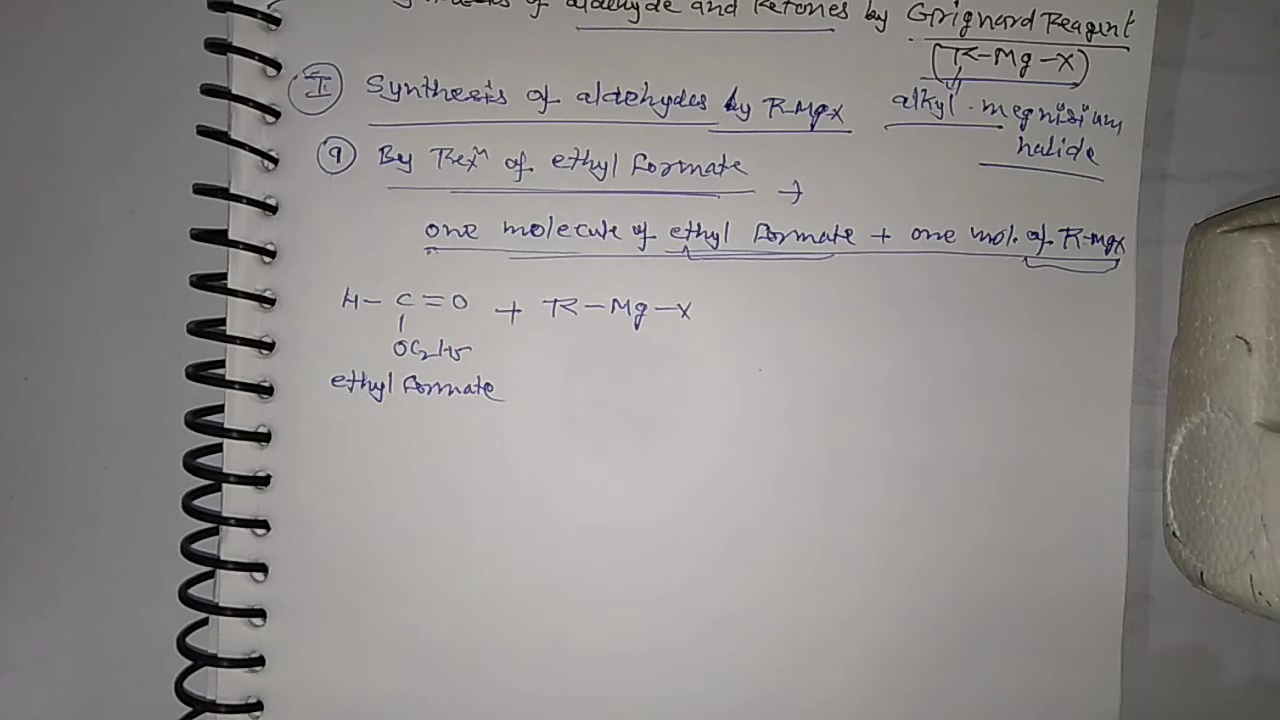 of aldehyde and Ketones by Grignard Reagent
(R-Mg-X)
I Synthesis of aldehydes by R-Mgx
alkyl-megnisium
halide
a By Rexn of ethyl formate →
one molecule of ethyl formate + one mol. of R-Mgx
H-C=O + R-Mg-X
OC2H5
ethyl formate